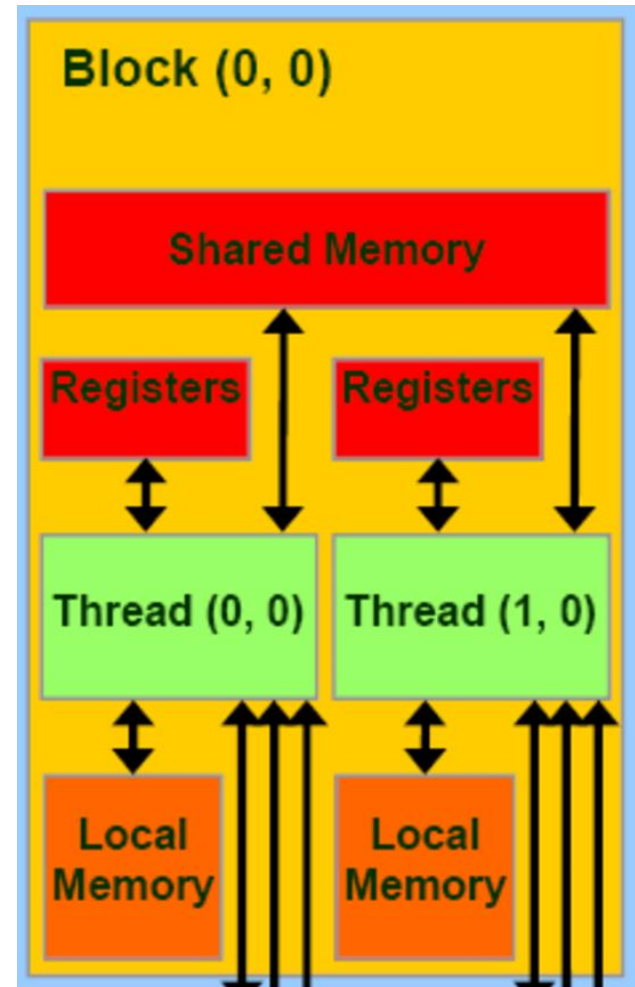 Block (0, 0)
Shared Memory
Registers
Registers
Thread (0, 0)
Thread (1, 0)
Local
Memory
Local
Memory